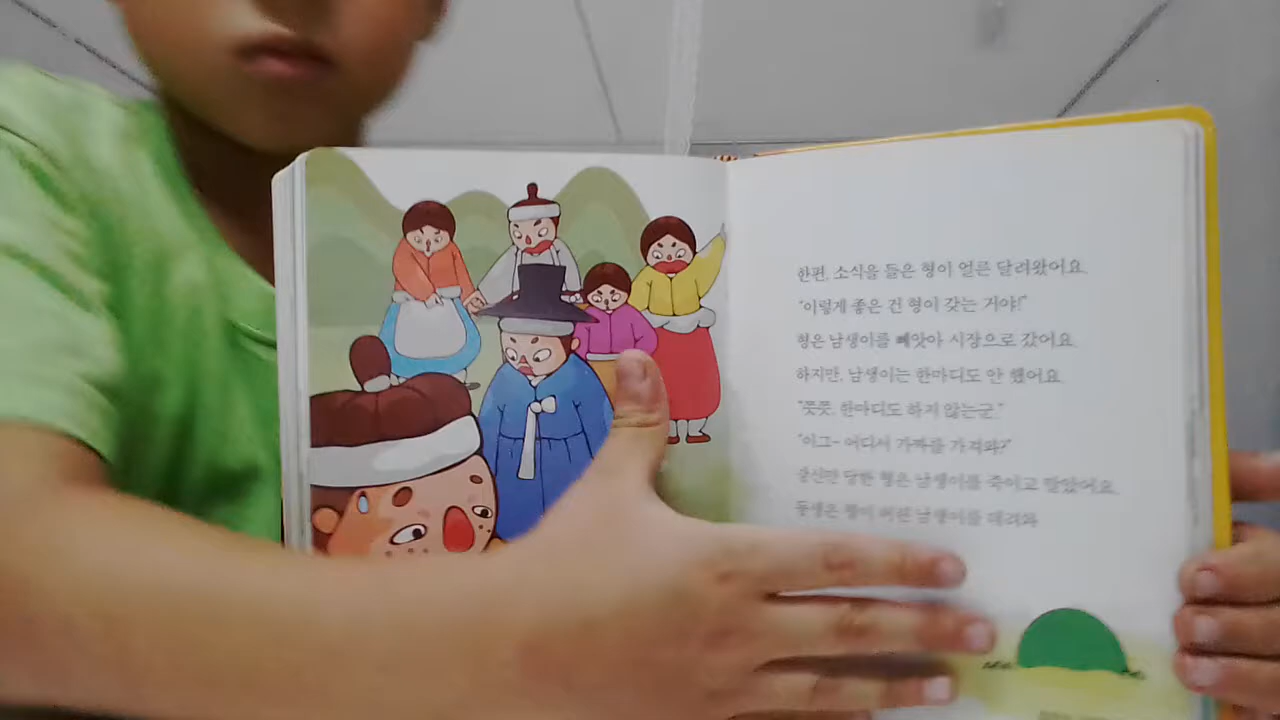 한편, 소식을 들은 형이 얼른 달려왔어요.
"이렇게 좋은 건 형이 갖는 거야!"
형은 남생이를 빼앗아 시장으로 갔어요.
하지만, 남생이는 한마디도 안 했어요.
"쯧쯧, 한마디도 하지 않는군."
"이그~ 어디서 가짜를 가져와?"
망신만 당한 형은 남생이를 죽이고 말았어요.
동생은 형이 버린 남생이를 데려와